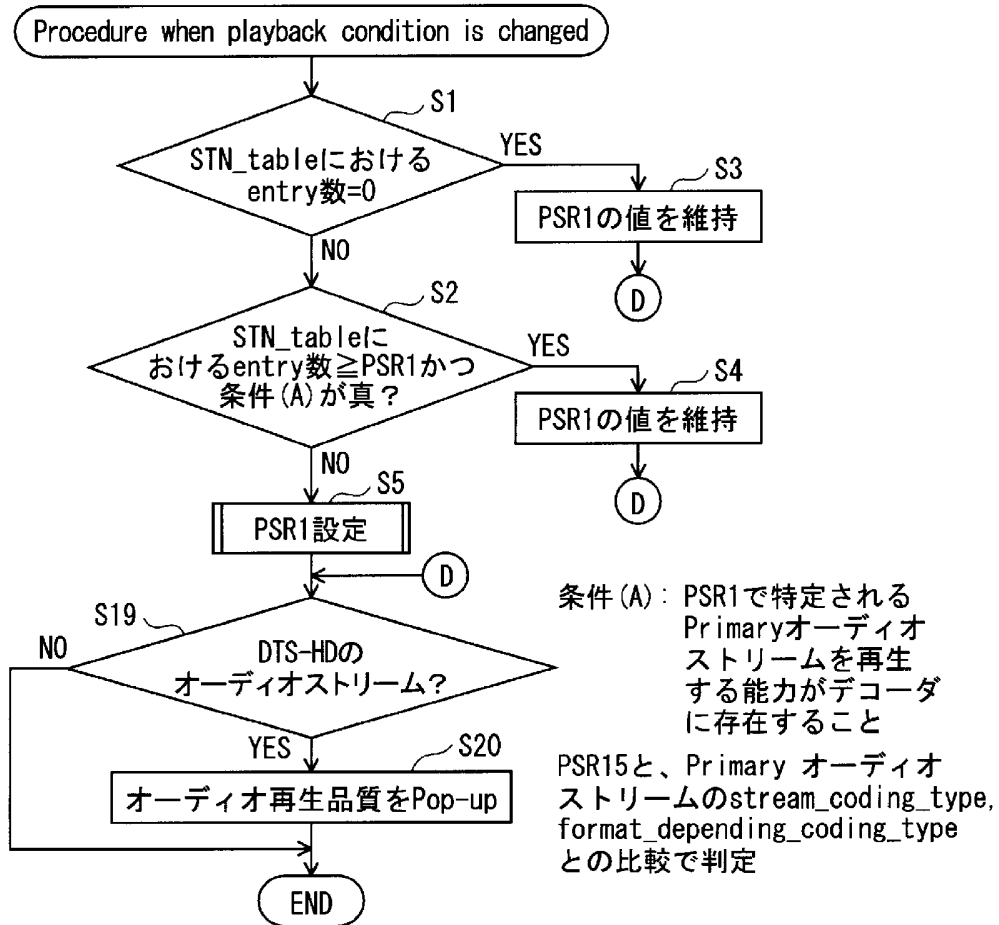 Procedure when playback condition is changed
S1
STN_tableにおける
entry数=0
YES
NO
S3
PSR1の値を維持
D
S2
STN_tableに
おけるentry数≧PSR1かつ
条件(A)が真？
YES
NO
S4
PSR1の値を維持
D
S5
PSR1設定
D
S19
DTS-HDの
オーディオストリーム？
NO
YES
S20
オーディオ再生品質をPop-up
END
条件(A): PSR1で特定される
Primaryオーディオ
ストリームを再生
する能力がデコーダ
に存在すること
PSR15と、Primary オーディオ
ストリームのstream_coding_type,
format_depending_coding_type
との比較で判定